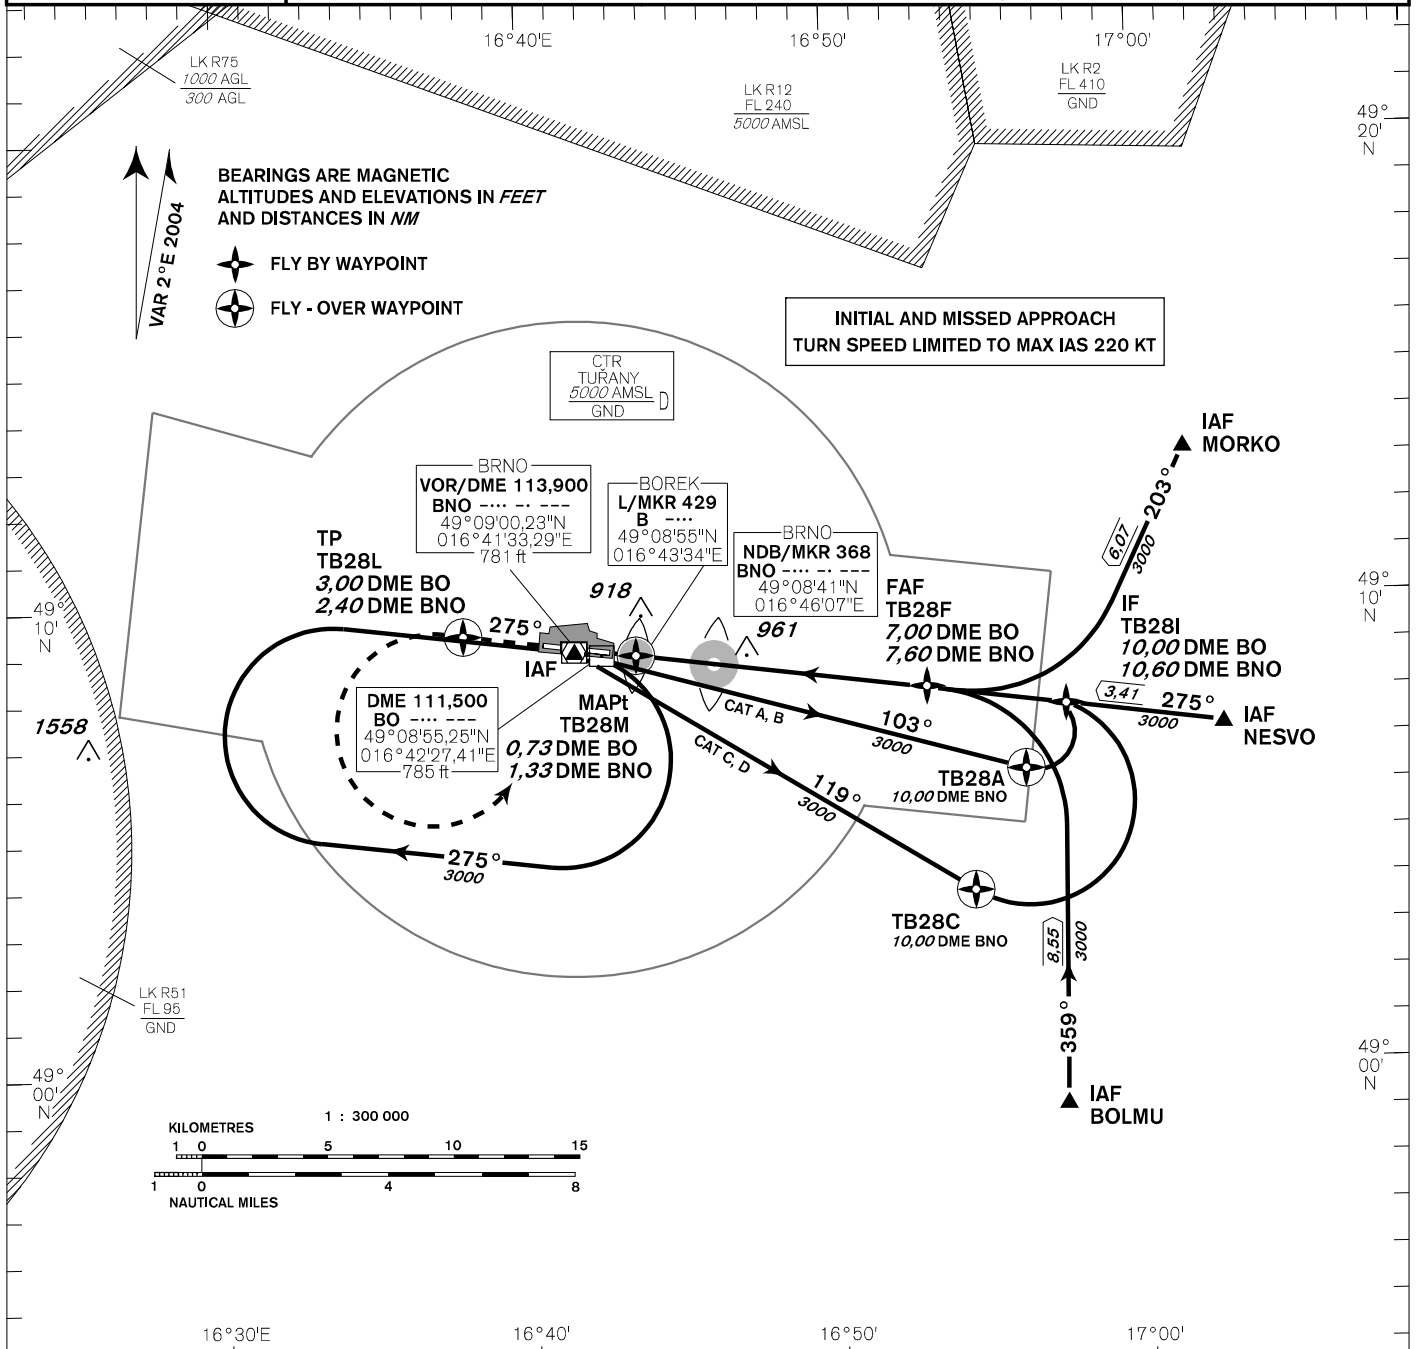 16°40'E
16°50'
17°00'
LK R75
1000 AGL
300 AGL
LK R12
FL 240
5000 AMSL
LK R2
FL 410
GND
49°
20'
N
VAR 2°E 2004
BEARINGS ARE MAGNETIC
ALTITUDES AND ELEVATIONS IN FEET
AND DISTANCES IN NM
FLY BY WAYPOINT
FLY - OVER WAYPOINT
INITIAL AND MISSED APPROACH
TURN SPEED LIMITED TO MAX IAS 220 KT
CTR
TUŘANY
5000 AMSL
GND
D
IAF
MORKO
203°
6,07
3000
BRNO
VOR/DME 113,900
BNO -··· -· ---
49°09'00,23"N
016°41'33,29"E
781 ft
BOREK
L/MKR 429
B -···
49°08'55"N
016°43'34"E
BRNO
NDB/MKR 368
BNO -··· -· ---
49°08'41"N
016°46'07"E
TP
TB28L
3,00 DME BO
2,40 DME BNO
275°
918
961
FAF
TB28F
7,00 DME BO
7,60 DME BNO
IF
TB28I
10,00 DME BO
10,60 DME BNO
49°
10'
N
49°
10'
N
IAF
3,41
275°
3000
IAF
NESVO
DME 111,500
BO -··· ---
49°08'55,25"N
016°42'27,41"E
785 ft
MAPt
TB28M
0,73 DME BO
1,33 DME BNO
CAT A, B
103°
3000
CAT C, D
119°
3000
TB28A
10,00 DME BNO
1558
275°
3000
TB28C
10,00 DME BNO
8,55
3000
359°
LK R51
FL 95
GND
49°
00'
N
49°
00'
N
IAF
BOLMU
1 : 300 000
KILOMETRES
1 0 5 10 15
1 0 4 8
NAUTICAL MILES
16°30'E
16°40'
16°50'
17°00'